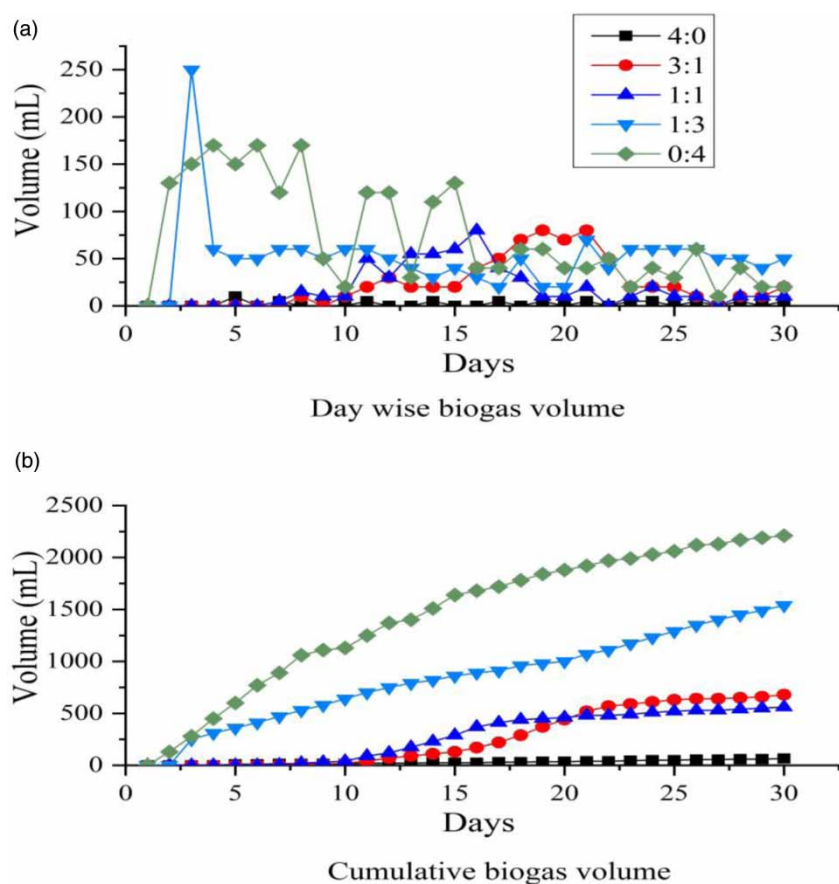 (a)
4:0
3:1
1:1
1:3
0:4
250
200
150
100
50
0
Volume (mL)
0 5 10 15 20 25 30
Days
Day wise biogas volume
(b)
2500
2000
1500
1000
500
0
Volume (mL)
0 5 10 15 20 25 30
Days
Cumulative biogas volume